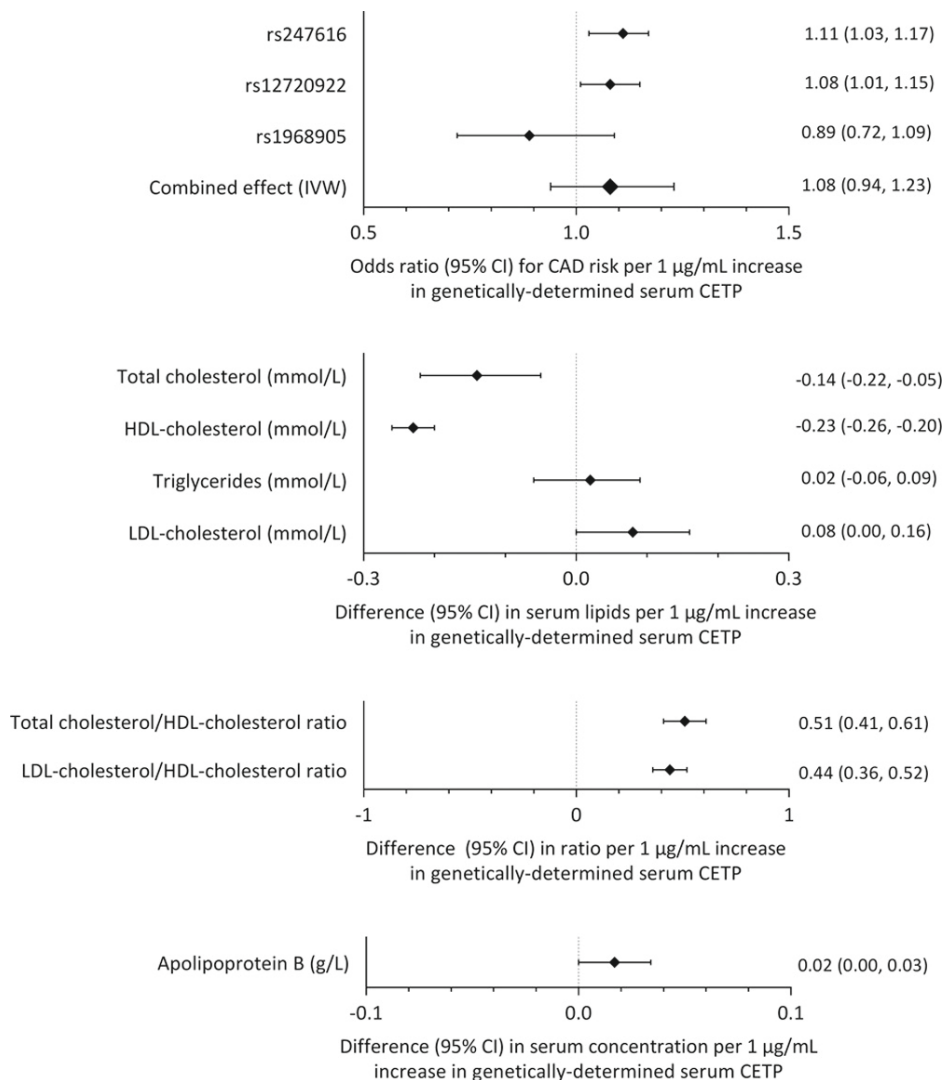 rs247616 1.11 (1.03, 1.17)
rs12720922 1.08 (1.01, 1.15)
rs1968905 0.89 (0.72, 1.09)
Combined effect (IVW) 1.08 (0.94, 1.23)
0.5 1.0 1.5
Odds ratio (95% CI) for CAD risk per 1 µg/mL increase
in genetically-determined serum CETP
Total cholesterol (mmol/L) -0.14 (-0.22, -0.05)
HDL-cholesterol (mmol/L) -0.23 (-0.26, -0.20)
Triglycerides (mmol/L) 0.02 (-0.06, 0.09)
LDL-cholesterol (mmol/L) 0.08 (0.00, 0.16)
-0.3 0.0 0.3
Difference (95% CI) in serum lipids per 1 µg/mL increase
in genetically-determined serum CETP
Total cholesterol/HDL-cholesterol ratio 0.51 (0.41, 0.61)
LDL-cholesterol/HDL-cholesterol ratio 0.44 (0.36, 0.52)
-1 0 1
Difference (95% CI) in ratio per 1 µg/mL increase
in genetically-determined serum CETP
Apolipoprotein B (g/L) 0.02 (0.00, 0.03)
-0.1 0.0 0.1
Difference (95% CI) in serum concentration per 1 µg/mL
increase in genetically-determined serum CETP